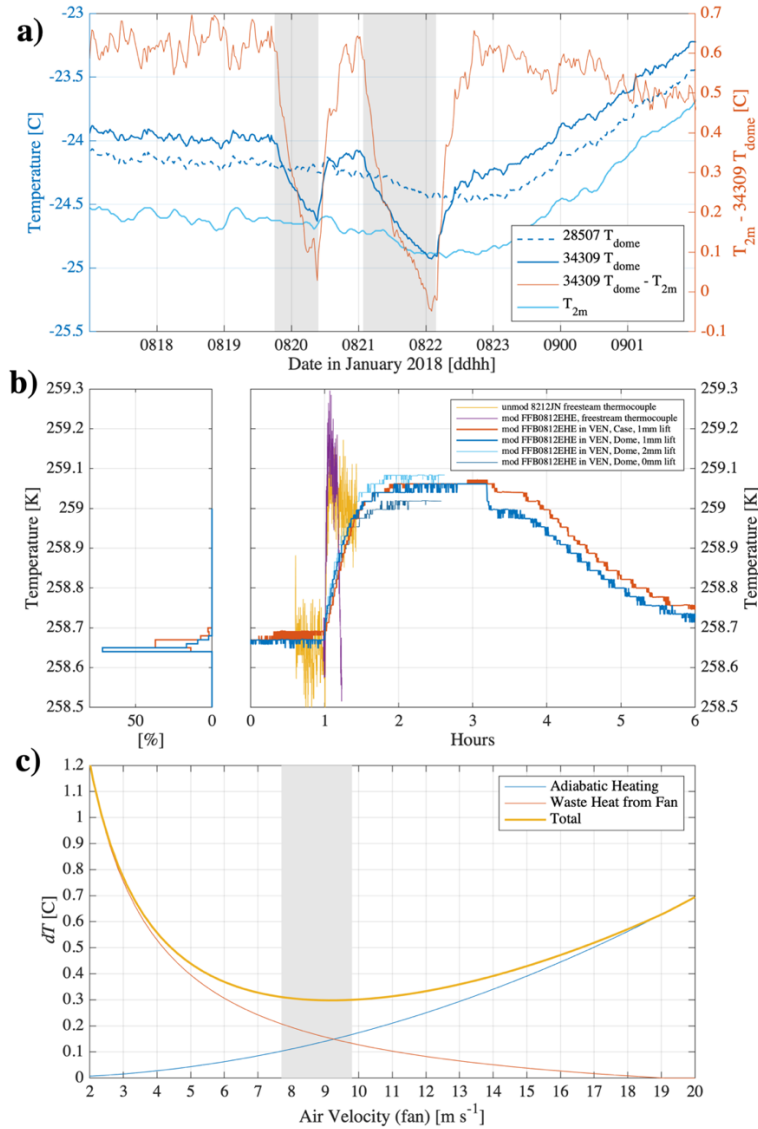 a)
-23
-23.5
-24
-24.5
-25
-25.5
Temperature [C]
0.7
0.6
0.5
0.4
0.3
0.2
0.1
0
-0.1
T2m - 34309 Tdome [C]
28507 Tdome
34309 Tdome
34309 Tdome - T2m
T2m
0818 0819 0820 0821 0822 0823 0900 0901
Date in January 2018 [ddhh]
b)
259.3
259.2
259.1
259
258.9
258.8
258.7
258.6
258.5
Temperature [K]
50 0
[%]
unmod 8212JN freesteam thermocouple
mod FFB0812EHE, freestream thermocouple
mod FFB0812EHE in VEN, Case, 1mm lift
mod FFB0812EHE in VEN, Dome, 1mm lift
mod FFB0812EHE in VEN, Dome, 2mm lift
mod FFB0812EHE in VEN, Dome, 0mm lift
259.3
259.2
259.1
259
258.9
258.8
258.7
258.6
258.5
Temperature [K]
0 1 2 3 4 5 6
Hours
c)
1.2
1.1
1
0.9
0.8
0.7
0.6
0.5
0.4
0.3
0.2
0.1
0
dT [C]
Adiabatic Heating
Waste Heat from Fan
Total
2 3 4 5 6 7 8 9 10 11 12 13 14 15 16 17 18 19 20
Air Velocity (fan) [m s-1]